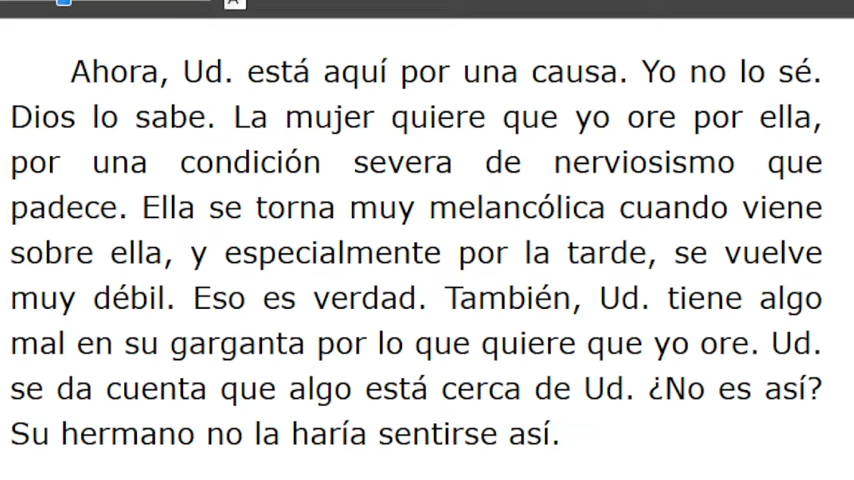 Ahora, Ud. está aquí por una causa. Yo no lo sé.
Dios lo sabe. La mujer quiere que yo ore por ella,
por una condición severa de nerviosismo que
padece. Ella se torna muy melancólica cuando viene
sobre ella, y especialmente por la tarde, se vuelve
muy débil. Eso es verdad. También, Ud. tiene algo
mal en su garganta por lo que quiere que yo ore. Ud.
se da cuenta que algo está cerca de Ud. ¿No es así?
Su hermano no la haría sentirse así.